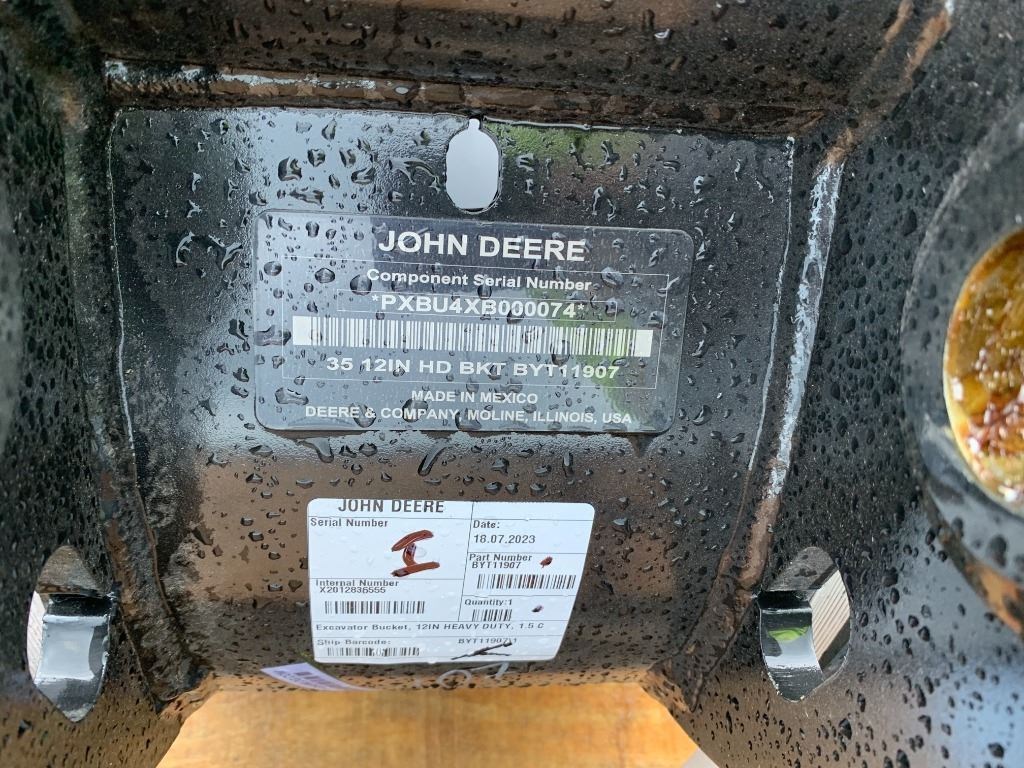 JOHN DEERE
Component Serial Number
*PXBU4XB000074*
35 12IN HD BKT BYT11907
MADE IN MEXICO
DEERE & COMPANY, MOLINE, ILLINOIS, USA
JOHN DEERE
Serial Number
I
Date:
18.07.2023
Part Number
BYT11907
Internal Number
X2012836555
Quantity:1
Excavator Bucket, 12IN HEAVY DUTY, 1.5 C
Ship Barcode: BYT11907\1